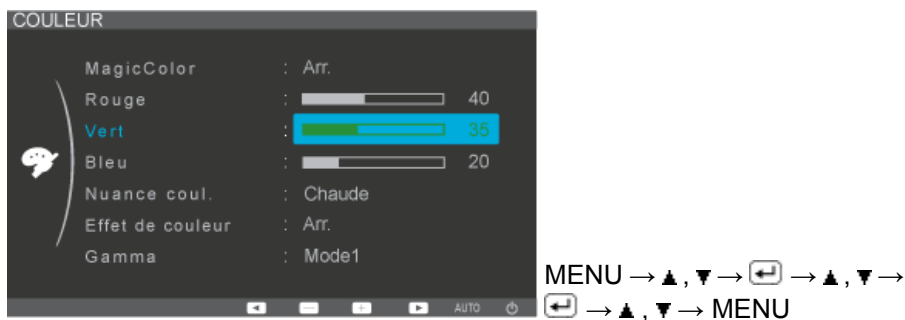 COULEUR
MagicColor : Arr.
Rouge : 40
Vert : 35
Bleu : 20
Nuance coul. : Chaude
Effet de couleur : Arr.
Gamma : Mode1
AUTO
MENU → ▲ , ▼ → ↵ → ▲ , ▼ →
↵ → ▲ , ▼ → MENU